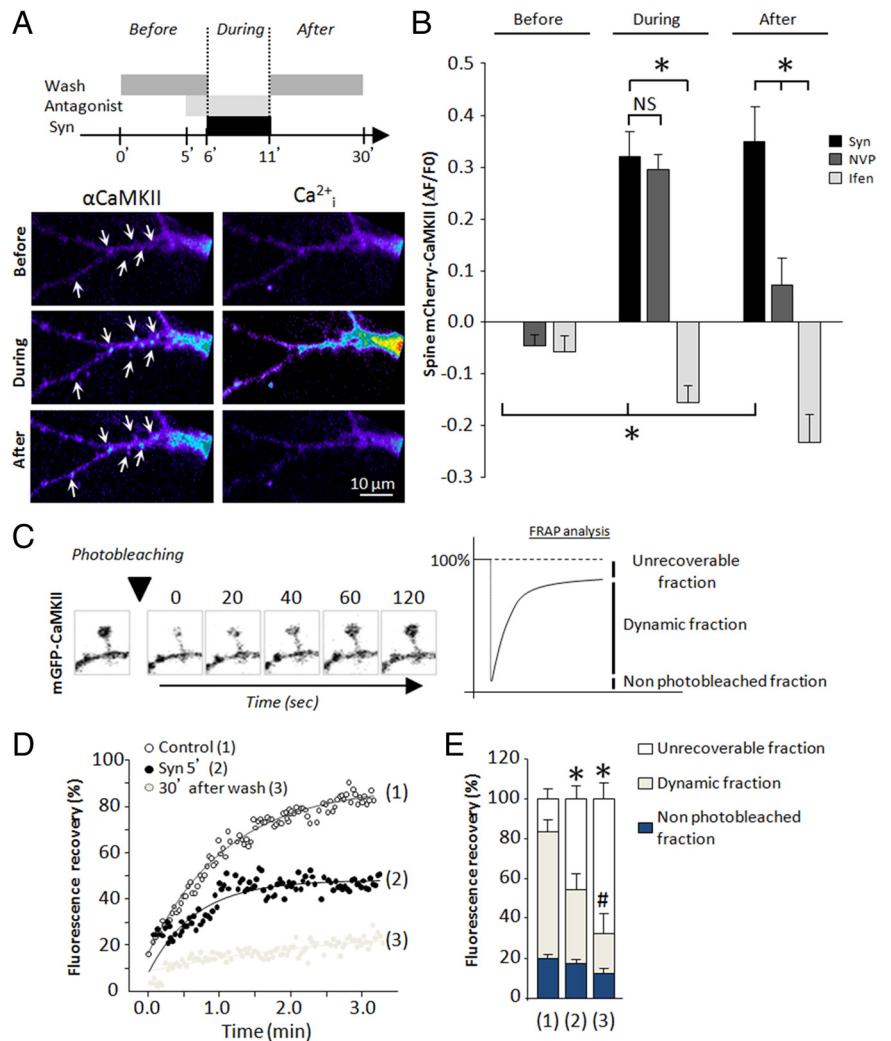 A
Before During After
Wash
Antagonist
Syn
0' 5' 6' 11' 30'
αCaMKII Ca²⁺ᵢ
Before
During
After
10 µm
B
Before During After
Spine mCherry-CaMKII (ΔF/F0)
0.5
0.4
0.3
0.2
0.1
0.0
-0.1
-0.2
-0.3
*
NS
*
*
Syn
NVP
Ifen
C
Photobleaching
mGFP-CaMKII
0 20 40 60 120
Time (sec)
FRAP analysis
100%
Unrecoverable
fraction
Dynamic fraction
Non photobleached fraction
D
Fluorescence recovery (%)
100
80
60
40
20
0
Control (1)
Syn 5' (2)
30' after wash (3)
(1)
(2)
(3)
0.0 1.0 2.0 3.0
Time (min)
E
Fluorescence recovery (%)
120
100
80
60
40
20
0
* *
#
(1) (2) (3)
Unrecoverable fraction
Dynamic fraction
Non photobleached
fraction